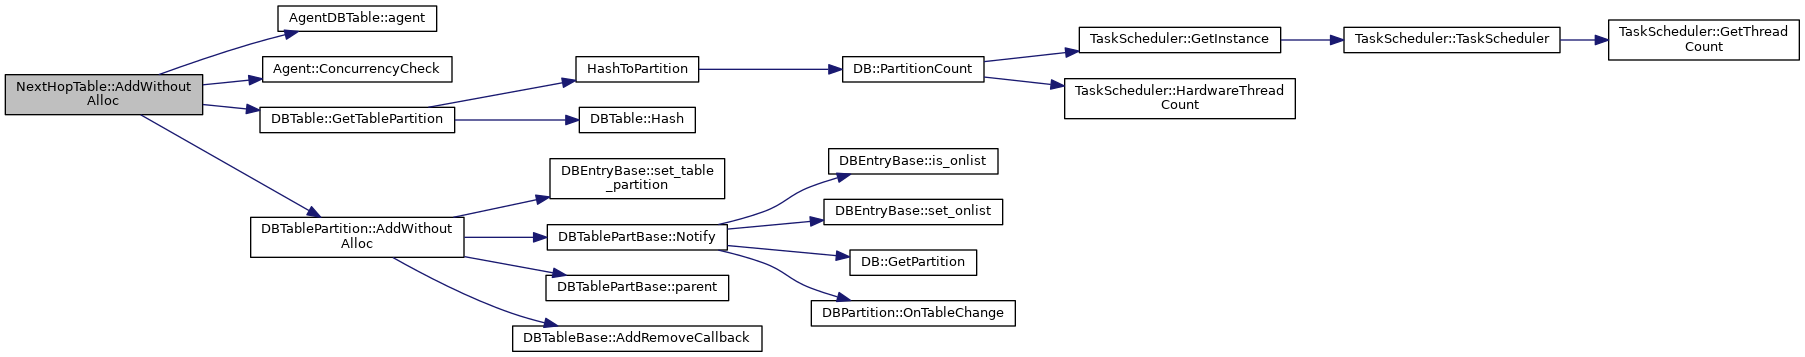 NextHopTable::AddWithout
Alloc
AgentDBTable::agent
Agent::ConcurrencyCheck
DBTable::GetTablePartition
HashToPartition
DBTable::Hash
DB::PartitionCount
TaskScheduler::GetInstance
TaskScheduler::TaskScheduler
TaskScheduler::GetThread
Count
TaskScheduler::HardwareThread
Count
DBTablePartition::AddWithout
Alloc
DBEntryBase::set_table
_partition
DBTablePartBase::Notify
DBEntryBase::is_onlist
DBEntryBase::set_onlist
DB::GetPartition
DBPartition::OnTableChange
DBTablePartBase::parent
DBTableBase::AddRemoveCallback